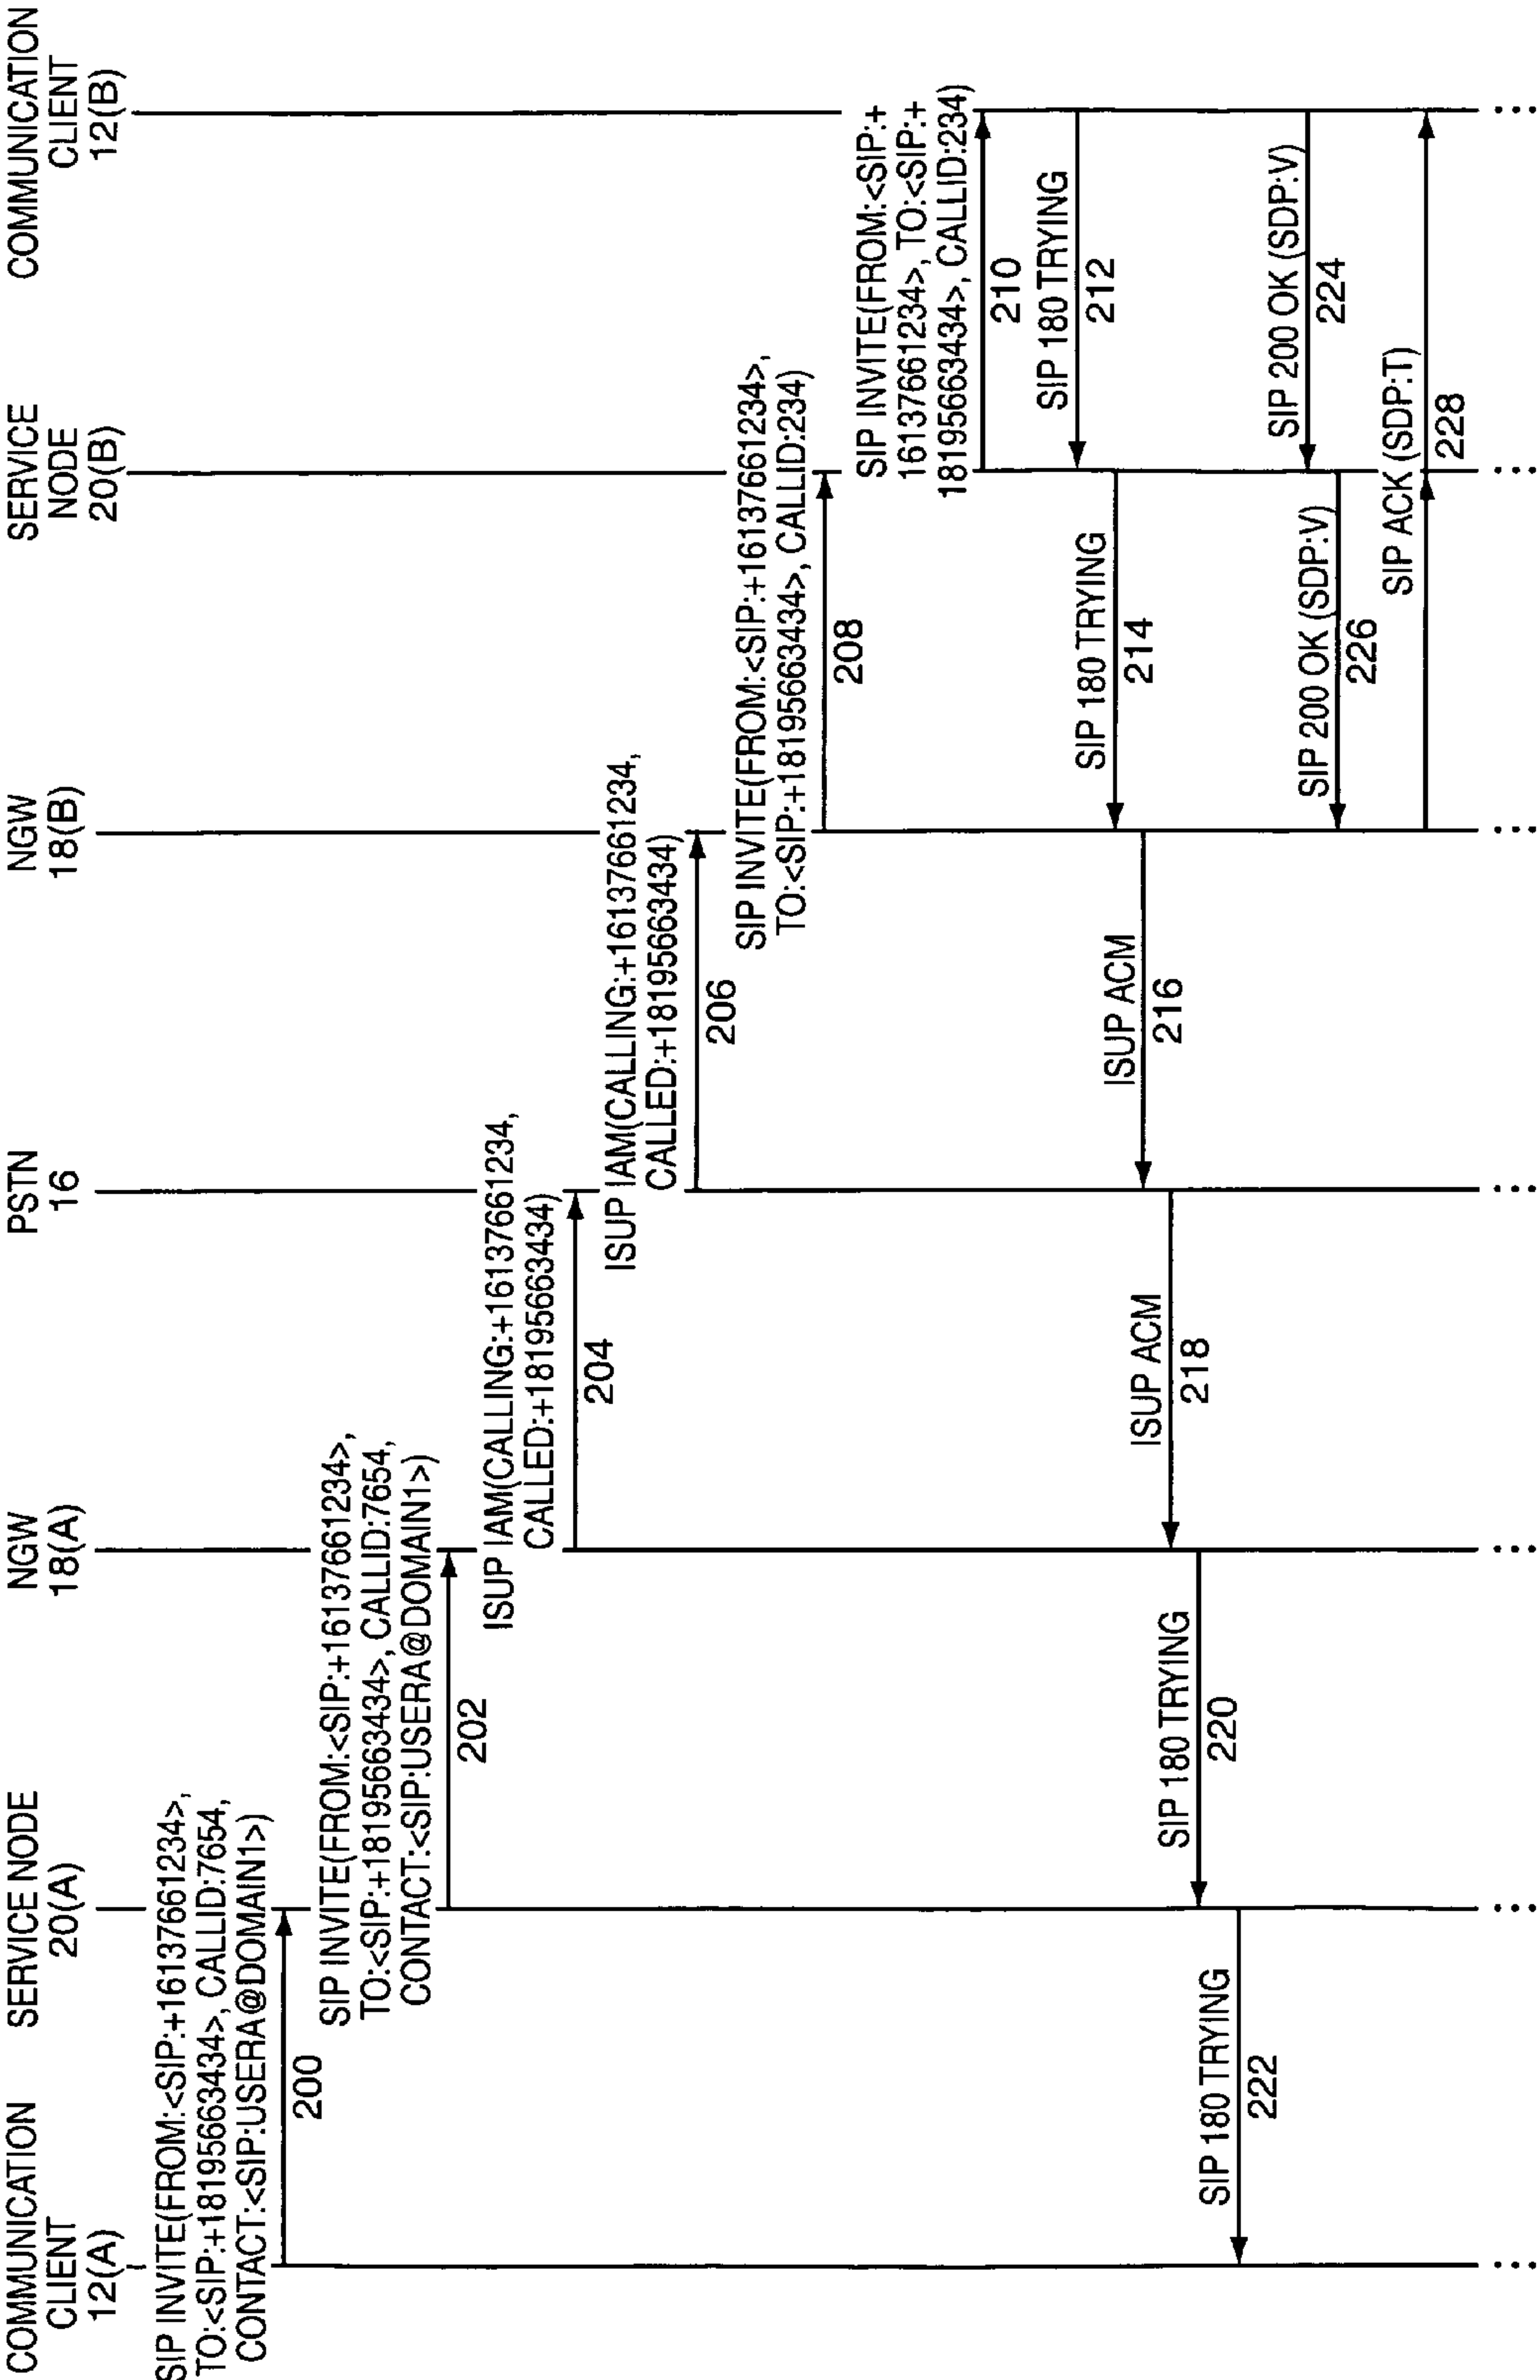 COMMUNICATION
CLIENT
12(A)
SERVICE NODE
20(A)
NGW
18(A)
PSTN
16
NGW
18(B)
SERVICE
NODE
20(B)
COMMUNICATION
CLIENT
12(B)
SIP INVITE(FROM:<SIP:+16137661234>,
TO:<SIP:+18195663434>, CALLID:7654,
CONTACT:<SIP:USERA@DOMAIN1>)
200
SIP INVITE(FROM:<SIP:+16137661234>,
TO:<SIP:+18195663434>, CALLID:7654,
CONTACT:<SIP:USERA@DOMAIN1>)
202
ISUP IAM(CALLING:+16137661234,
CALLED:+18195663434)
204
ISUP IAM(CALLING:+16137661234,
CALLED:+18195663434)
206
SIP INVITE(FROM:<SIP:+16137661234>,
TO:<SIP:+18195663434>, CALLID:234)
208
SIP INVITE(FROM:<SIP:+
16137661234>, TO:<SIP:+
18195663434>, CALLID:234)
210
SIP 180 TRYING
212
SIP 180 TRYING
214
ISUP ACM
216
ISUP ACM
218
SIP 180 TRYING
220
SIP 180 TRYING
222
SIP 200 OK (SDP:V)
224
SIP 200 OK (SDP:V)
226
SIP ACK (SDP:T)
228